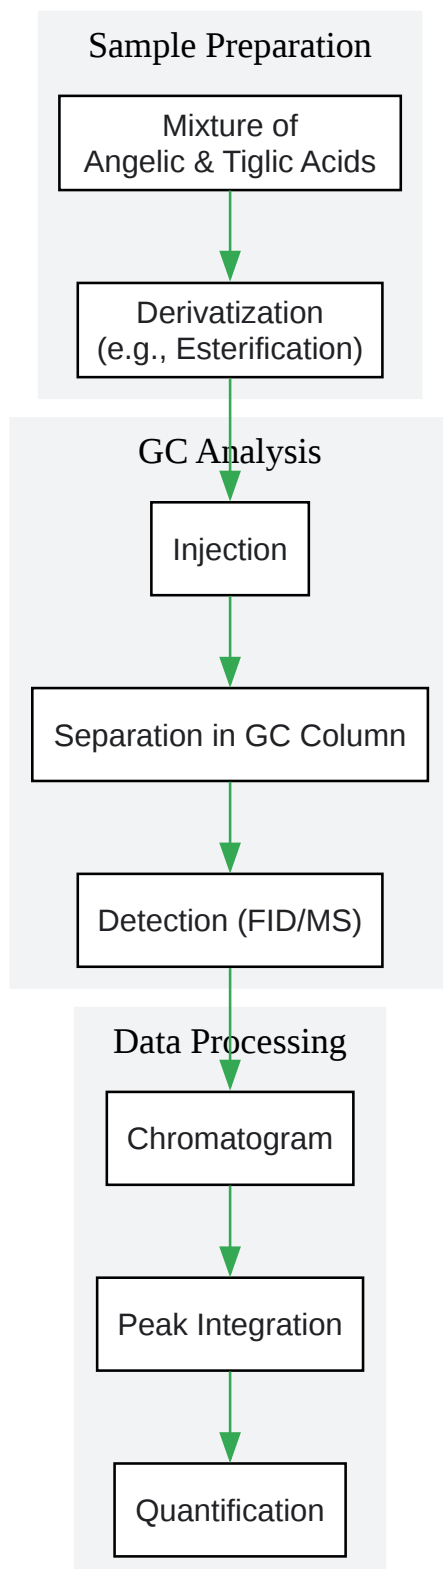 Sample Preparation
Mixture of
Angelic & Tiglic Acids
Derivatization
(e.g., Esterification)
GC Analysis
Injection
Separation in GC Column
Detection (FID/MS)
Data Processing
Chromatogram
Peak Integration
Quantification